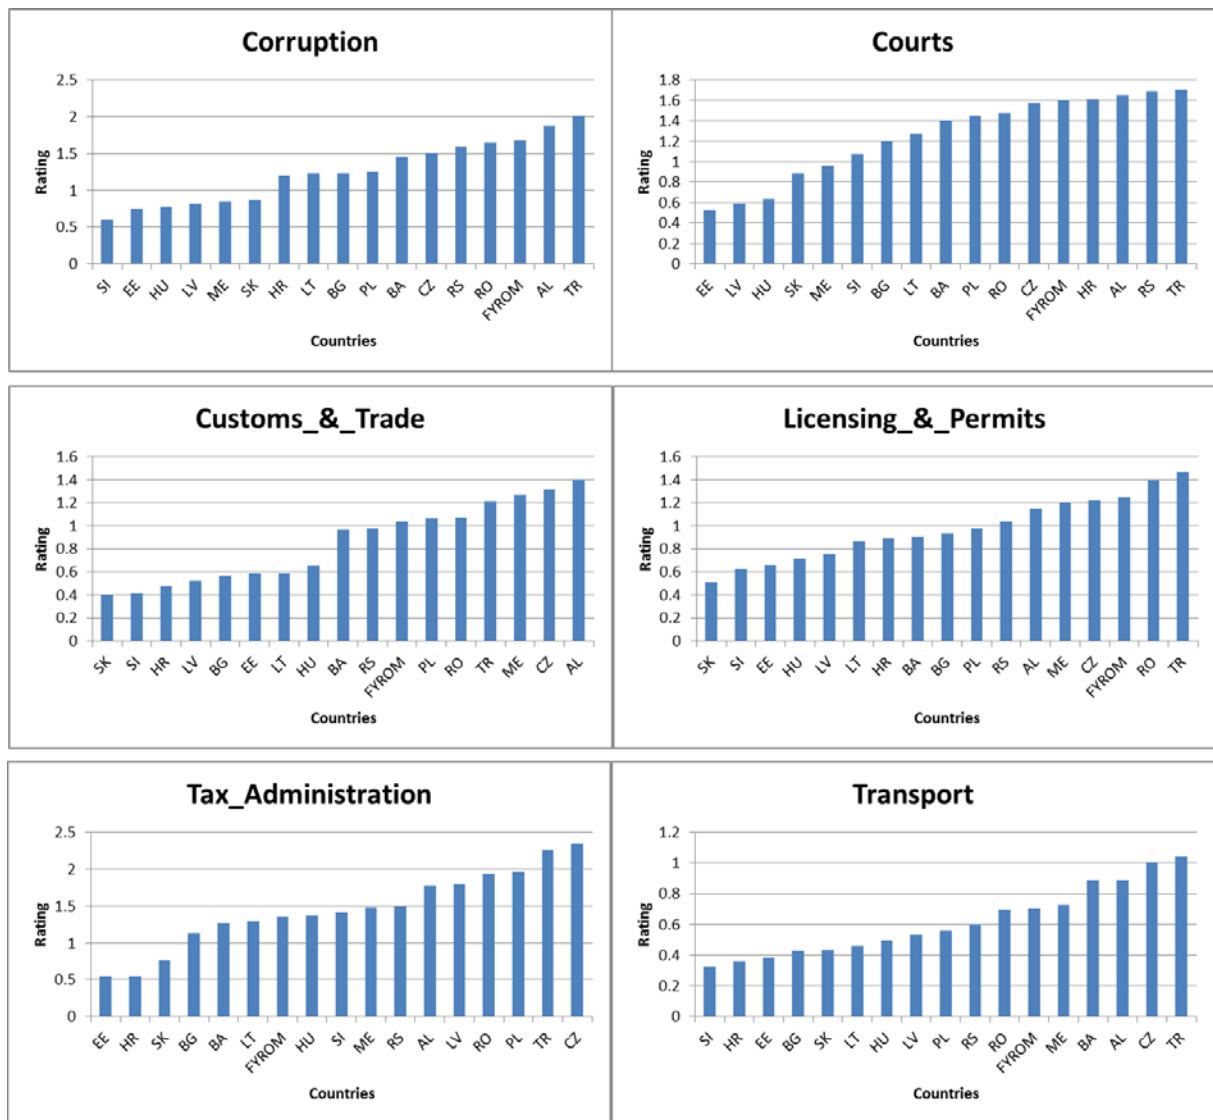 Corruption
2.5
2
1.5
1
0.5
0
Rating
SI EE HU LV ME SK HR LT BG PL BA CZ RS RO FYROM AL TR
Countries
Courts
1.8
1.6
1.4
1.2
1
0.8
0.6
0.4
0.2
0
Rating
EE LV HU SK ME SI BG LT BA PL RO CZ FYROM HR AL RS TR
Countries
Customs_&_Trade
1.6
1.4
1.2
1
0.8
0.6
0.4
0.2
0
Rating
SK SI HR LV BG EE LT HU BA RS FYROM PL RO TR ME CZ AL
Countries
Licensing_&_Permits
1.6
1.4
1.2
1
0.8
0.6
0.4
0.2
0
Rating
SK SI EE HU LV LT HR BA BG PL RS AL ME CZ FYROM RO TR
Countries
Tax_Administration
2.5
2
1.5
1
0.5
0
Rating
EE HR SK BG BA LT FYROM HU SI ME RS AL LV RO PL TR CZ
Countries
Transport
1.2
1
0.8
0.6
0.4
0.2
0
Rating
SI HR EE BG SK LT HU LV PL RS RO FYROM ME BA AL CZ TR
Countries